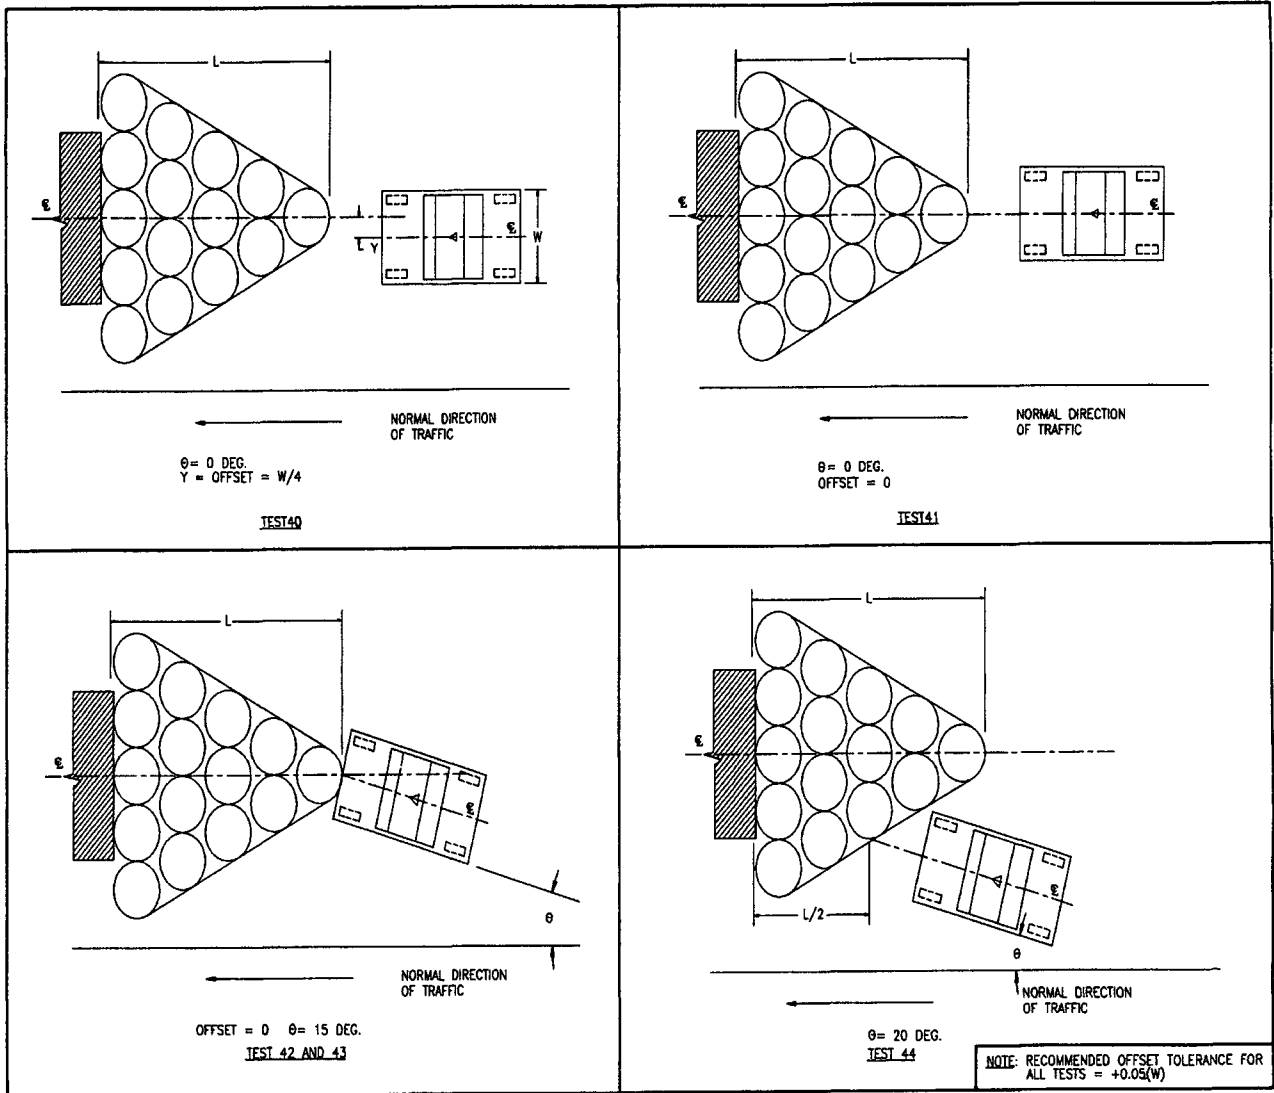 L
℄
℄
Y
W
NORMAL DIRECTION
OF TRAFFIC
θ= 0 DEG.
Y = OFFSET = W/4
TEST40
L
℄
℄
NORMAL DIRECTION
OF TRAFFIC
θ= 0 DEG.
OFFSET = 0
TEST41
L
℄
℄
θ
NORMAL DIRECTION
OF TRAFFIC
OFFSET = 0 θ= 15 DEG.
TEST 42 AND 43
L
℄
℄
L/2
θ
NORMAL DIRECTION
OF TRAFFIC
θ= 20 DEG.
TEST 44
NOTE: RECOMMENDED OFFSET TOLERANCE FOR
ALL TESTS = +0.05(W)